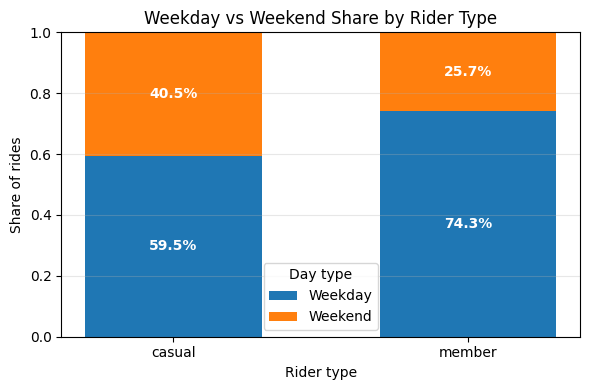 Weekday vs Weekend Share by Rider Type
Share of rides
1.0
0.8
0.6
0.4
0.2
0.0
40.5%
59.5%
25.7%
74.3%
Day type
Weekday
Weekend
casual
member
Rider type